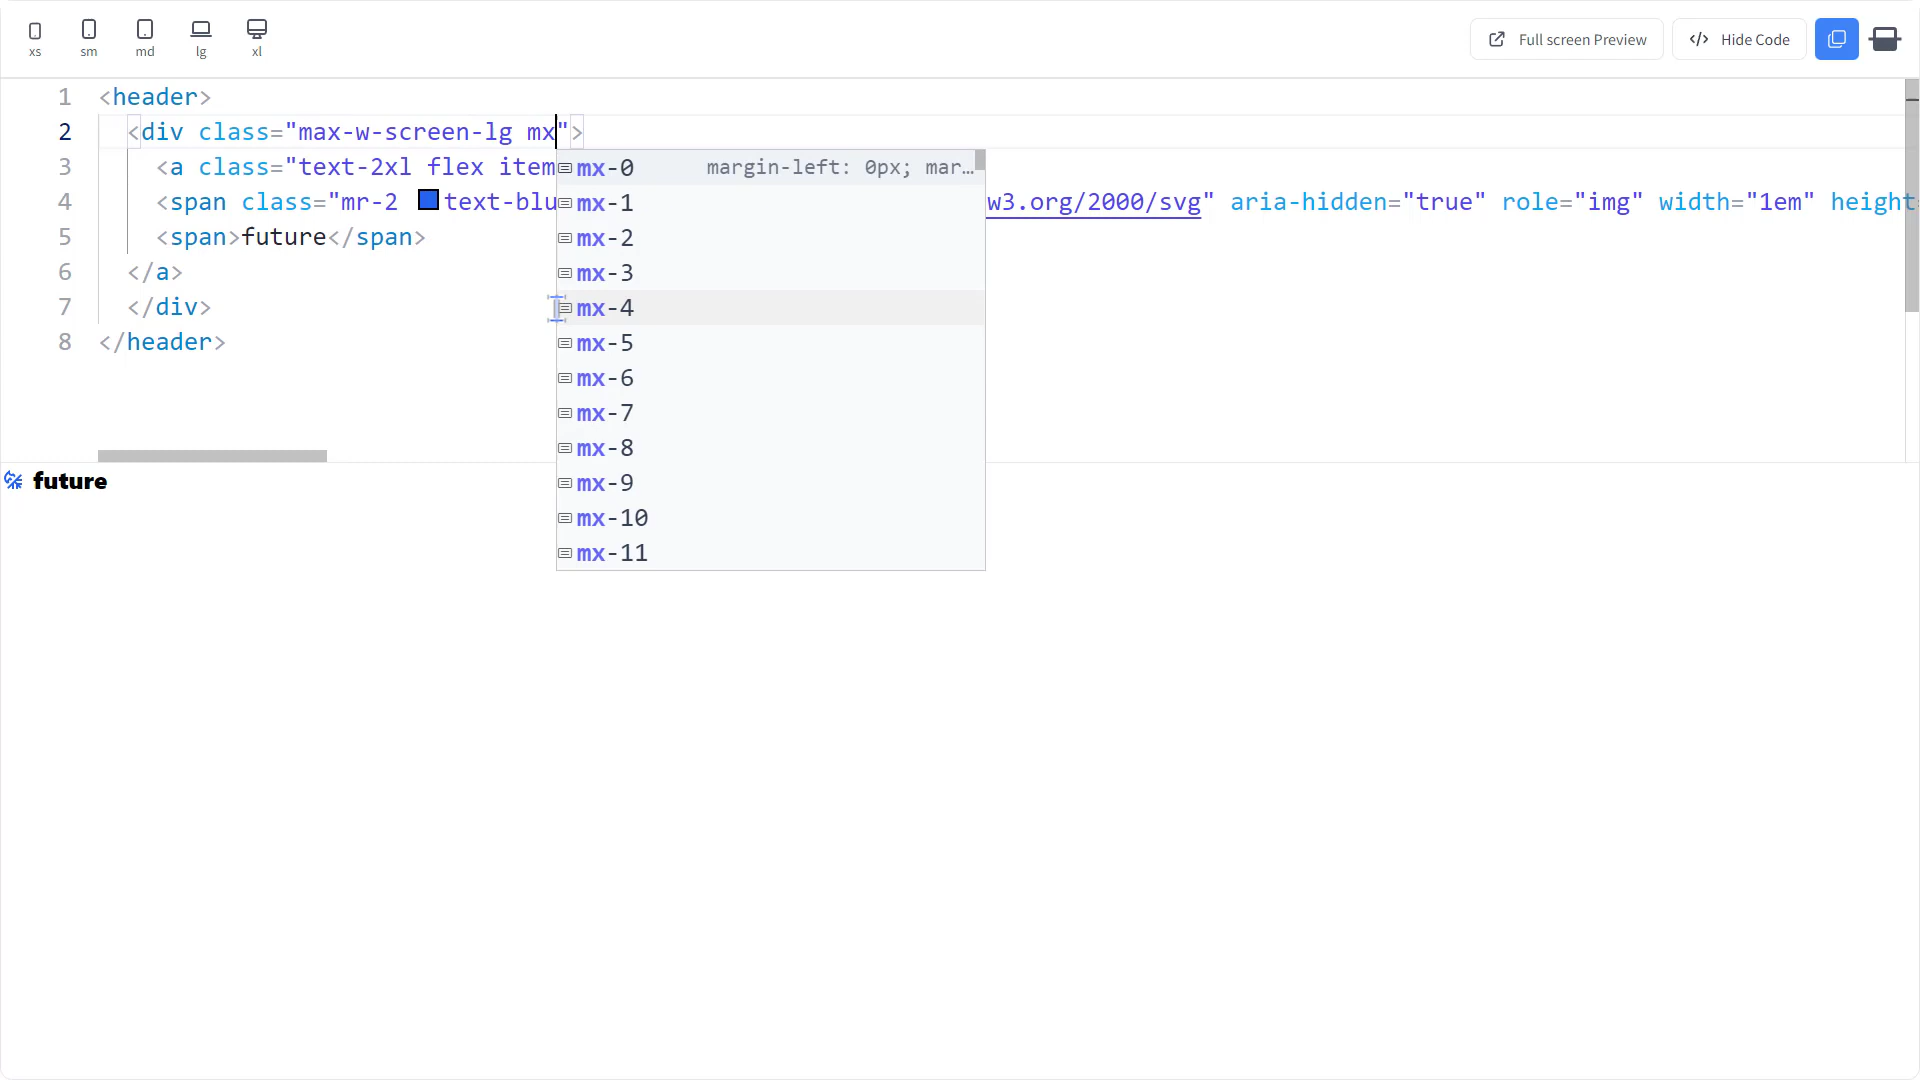 xs sm md lg xl Full screen Preview Hide Code
1 <header>
2 <div class="max-w-screen-lg mx">
3 <a class="text-2xl flex item
4 <span class="mr-2 text-blu w3.org/2000/svg" aria-hidden="true" role="img" width="1em" height
5 <span>future</span>
6 </a>
7 </div>
8 </header>
mx-0 margin-left: 0px; mar…
mx-1
mx-2
mx-3
mx-4
mx-5
mx-6
mx-7
mx-8
mx-9
mx-10
mx-11
future